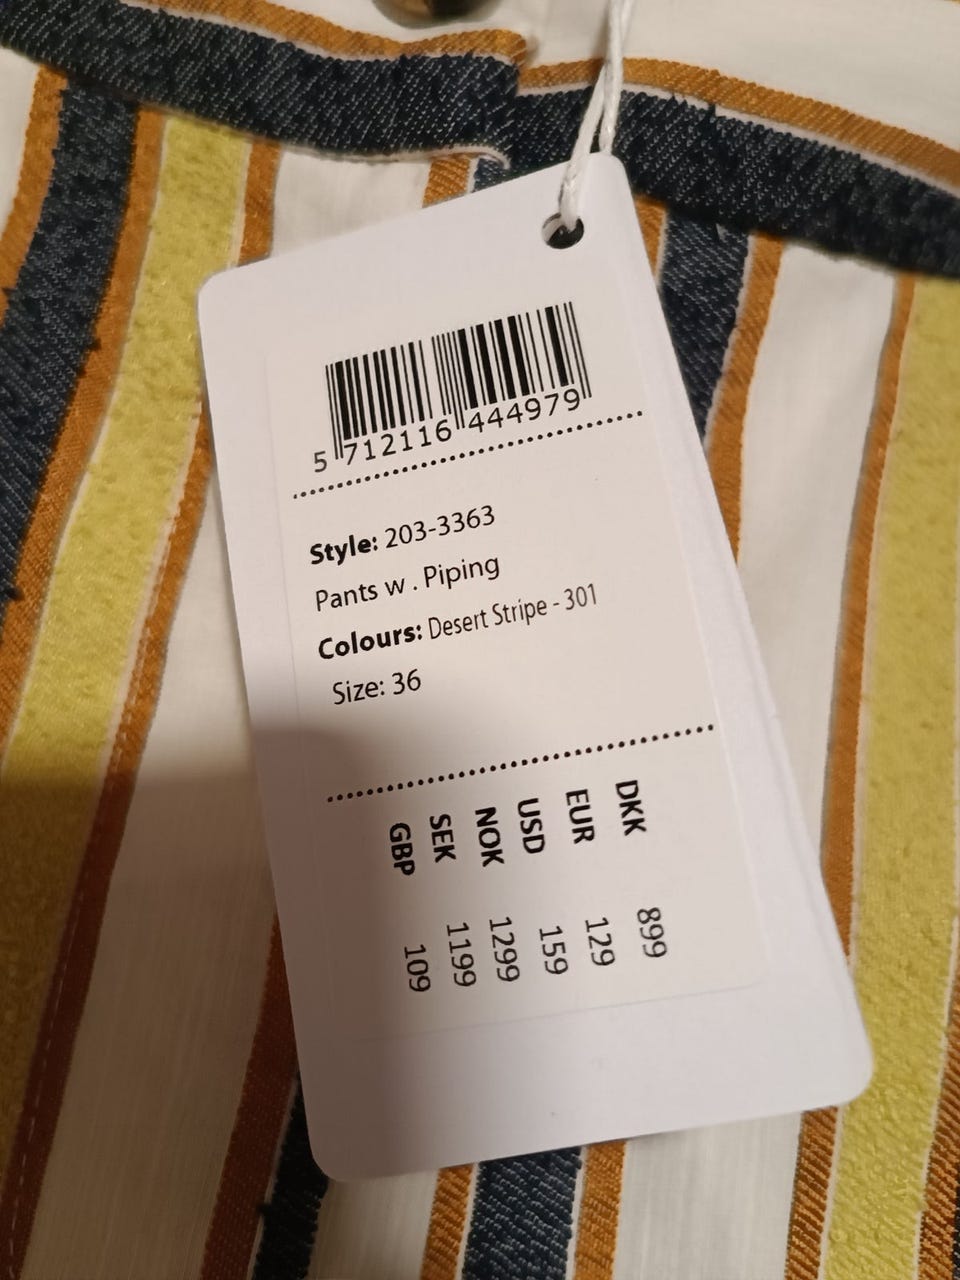 5 712116 444979
Style: 203-3363
Pants w . Piping
Colours: Desert Stripe - 301
Size: 36
DKK 899
EUR 129
USD 159
NOK 1299
SEK 1199
GBP 109